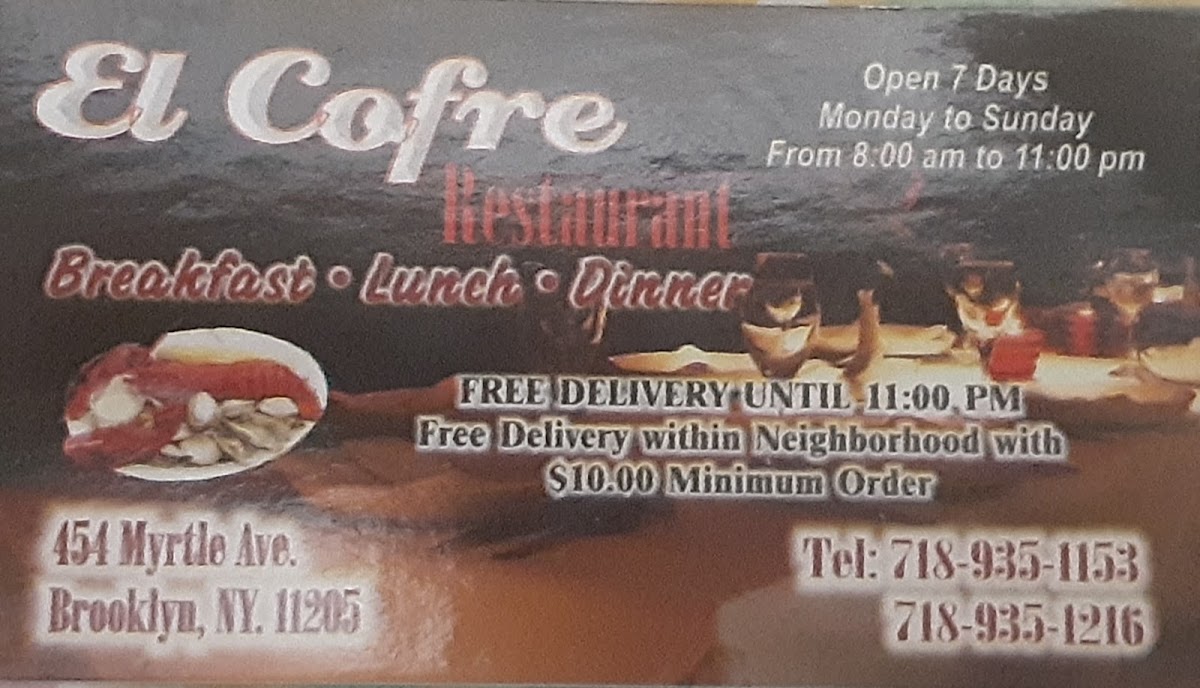 El Cofre
Restaurant
Open 7 Days
Monday to Sunday
From 8:00 am to 11:00 pm
Breakfast • Lunch • Dinner
FREE DELIVERY UNTIL 11:00 PM
Free Delivery within Neighborhood with
$10.00 Minimum Order
454 Myrtle Ave.
Brooklyn, NY. 11205
Tel: 718-935-1153
718-935-1216